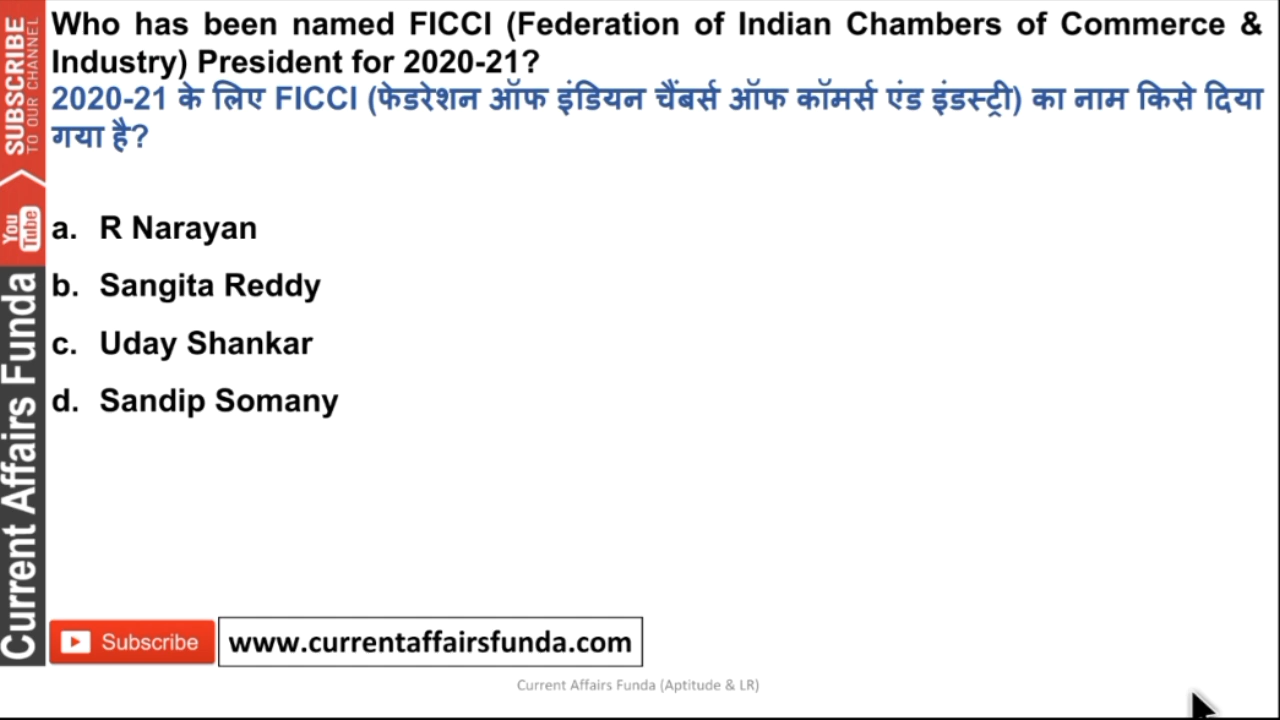 Who has been named FICCI (Federation of Indian Chambers of Commerce &
Industry) President for 2020-21?
2020-21 के लिए FICCI (फेडरेशन ऑफ इंडियन चैंबर्स ऑफ कॉमर्स एंड इंडस्ट्री) का नाम किसे दिया
गया है?
a. R Narayan
b. Sangita Reddy
c. Uday Shankar
d. Sandip Somany
SUBSCRIBE
TO OUR CHANNEL
You Tube
Current Affairs Funda
Subscribe
www.currentaffairsfunda.com
Current Affairs Funda (Aptitude & LR)